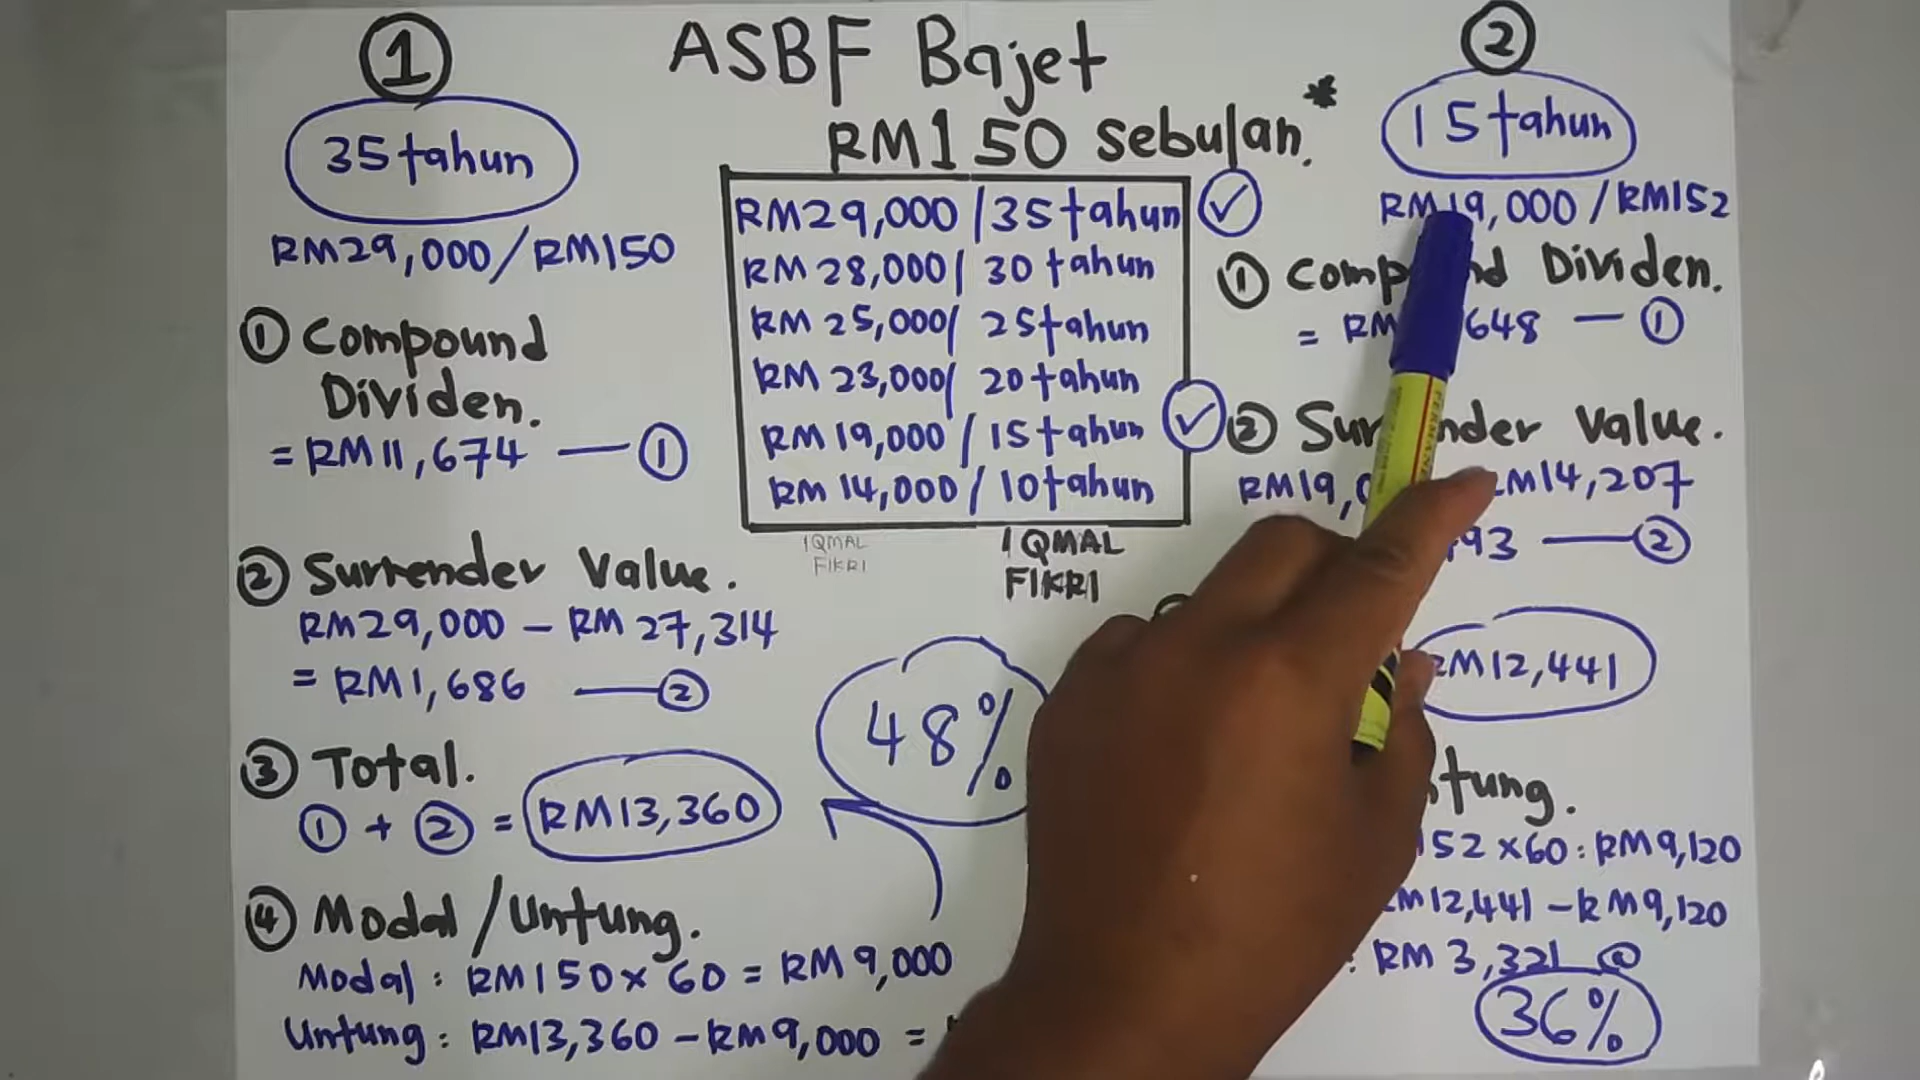 1
35 tahun
RM29,000/RM150
① Compound
Dividen.
= RM11,674 — ①
② Surrender Value.
RM29,000 – RM27,314
= RM1,686 — ②
③ Total.
① + ② = RM13,360
④ Modal/Untung.
Modal: RM150 x 60 = RM9,000
Untung: RM13,360 – RM9,000 =
ASBF Bajet
RM150 sebulan.*
RM29,000 / 35 tahun ✓
RM28,000 / 30 tahun
RM25,000 / 25 tahun
RM23,000 / 20 tahun
RM19,000 / 15 tahun ✓
RM14,000 / 10 tahun
IQMAL
FIKRI
IQMAL
FIKRI
48%
2
15 tahun
RM19,000 / RM152
① Dividen.
= RM 648 — ①
② Value.
RM14,207
93 — ②
RM12,441
152 x 60: RM9,120
RM12,441 – RM9,120
: RM3,321 @
36%